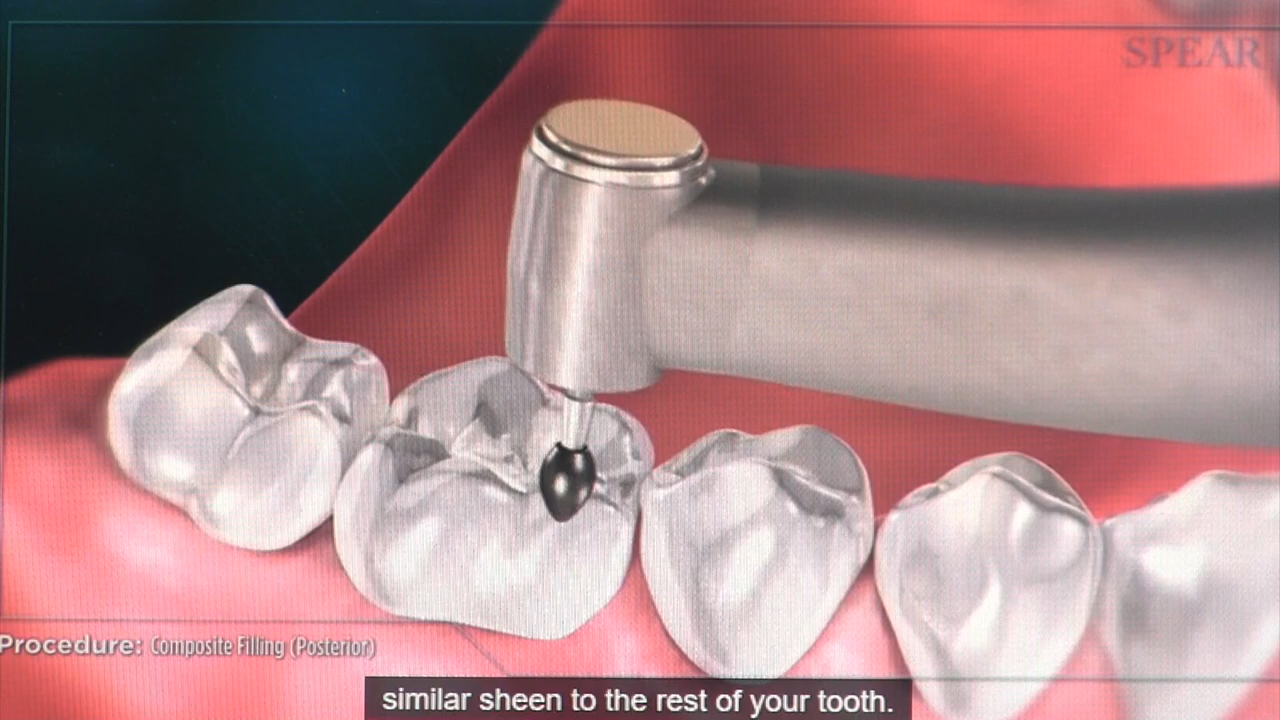 SPEAR
Procedure: Composite Filling (Posterior)
similar sheen to the rest of your tooth.